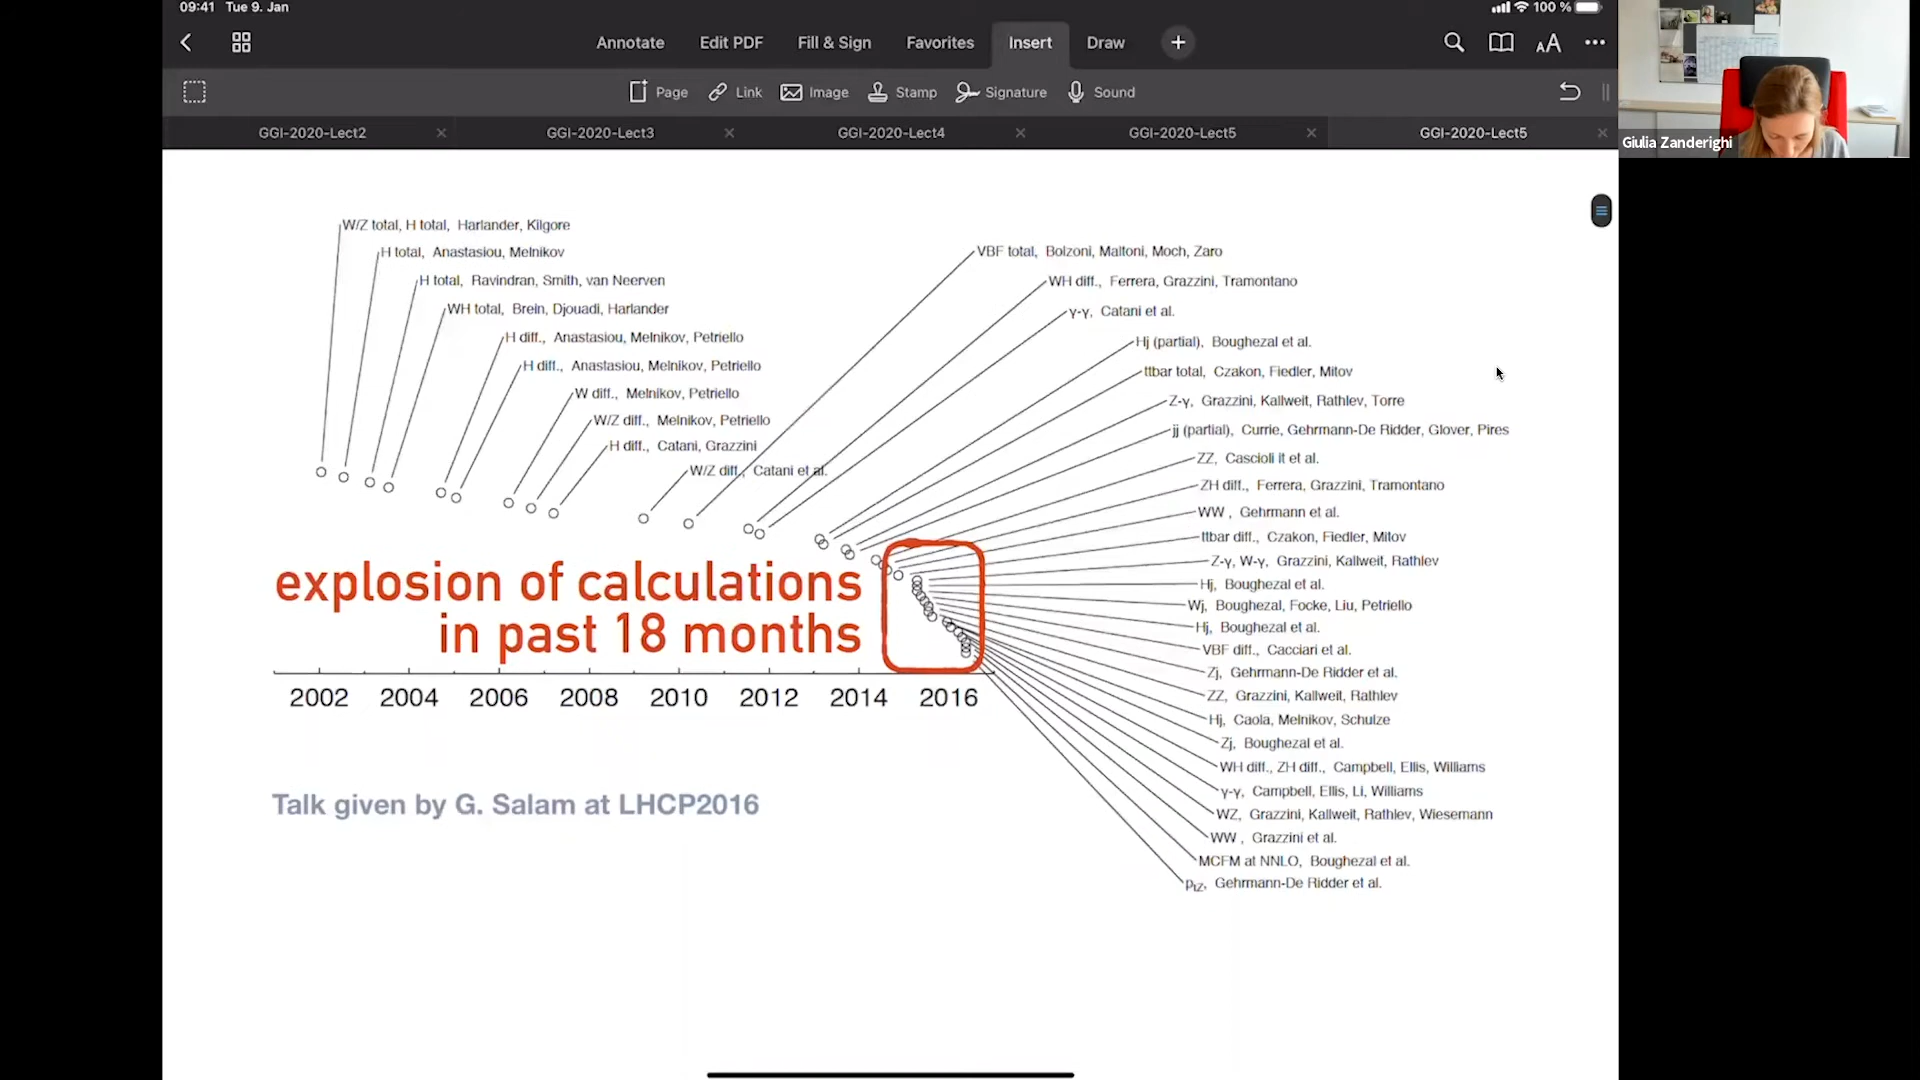 09:41 Tue 9. Jan
100 %
Annotate Edit PDF Fill & Sign Favorites Insert Draw
AA
Page Link Image Stamp Signature Sound
GGI-2020-Lect2 GGI-2020-Lect3 GGI-2020-Lect4 GGI-2020-Lect5 GGI-2020-Lect5
Giulia Zanderighi
W/Z total, H total, Harlander, Kilgore
H total, Anastasiou, Melnikov
H total, Ravindran, Smith, van Neerven
WH total, Brein, Djouadi, Harlander
H diff., Anastasiou, Melnikov, Petriello
H diff., Anastasiou, Melnikov, Petriello
W diff., Melnikov, Petriello
W/Z diff., Melnikov, Petriello
H diff., Catani, Grazzini
W/Z diff., Catani et al.
VBF total, Bolzoni, Maltoni, Moch, Zaro
WH diff., Ferrera, Grazzini, Tramontano
γ-γ, Catani et al.
Hj (partial), Boughezal et al.
ttbar total, Czakon, Fiedler, Mitov
Z-γ, Grazzini, Kallweit, Rathlev, Torre
jj (partial), Currie, Gehrmann-De Ridder, Glover, Pires
ZZ, Cascioli it et al.
ZH diff., Ferrera, Grazzini, Tramontano
WW, Gehrmann et al.
ttbar diff., Czakon, Fiedler, Mitov
Z-γ, W-γ, Grazzini, Kallweit, Rathlev
Hj, Boughezal et al.
Wj, Boughezal, Focke, Liu, Petriello
Hj, Boughezal et al.
VBF diff., Cacciari et al.
Zj, Gehrmann-De Ridder et al.
ZZ, Grazzini, Kallweit, Rathlev
Hj, Caola, Melnikov, Schulze
Zj, Boughezal et al.
WH diff., ZH diff., Campbell, Ellis, Williams
γ-γ, Campbell, Ellis, Li, Williams
WZ, Grazzini, Kallweit, Rathlev, Wiesemann
WW, Grazzini et al.
MCFM at NNLO, Boughezal et al.
ptZ, Gehrmann-De Ridder et al.
explosion of calculations
in past 18 months
2002 2004 2006 2008 2010 2012 2014 2016
Talk given by G. Salam at LHCP2016